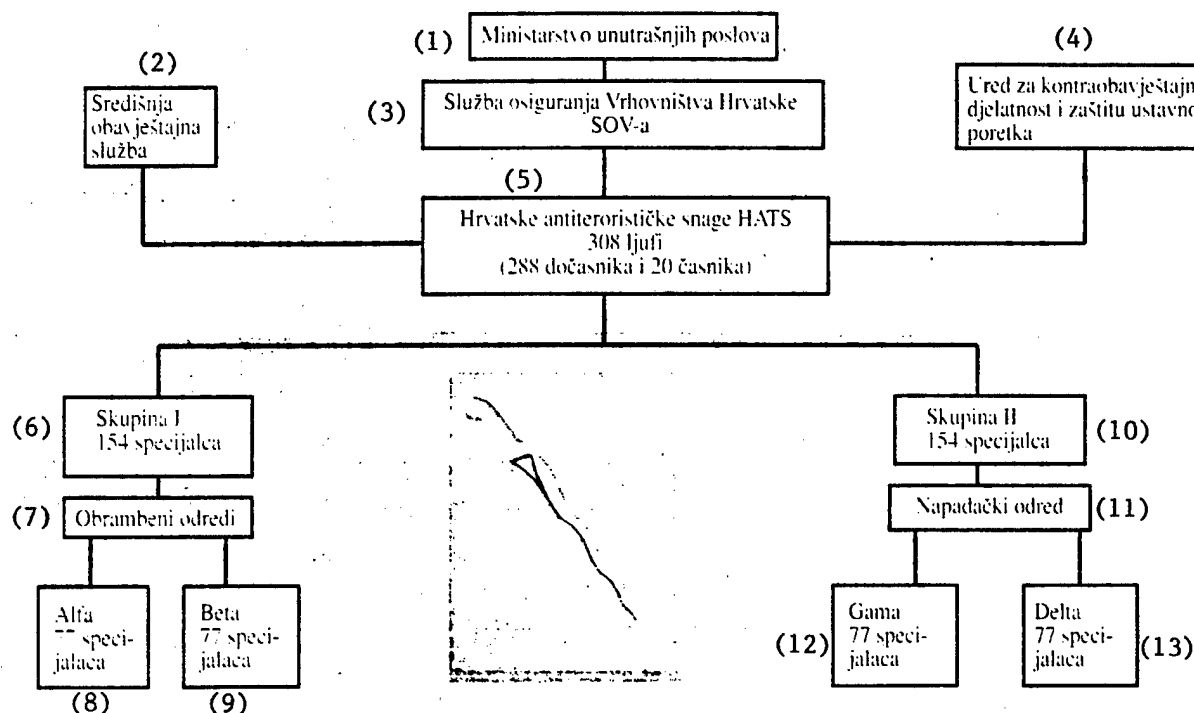 (1)
Ministarstvo unutrašnjih poslova
(2)
Središnja
obavještajna
služba
(3)
Služba osiguranja Vrhovništva Hrvatske
SOV-a
(4)
Ured za kontraobavještajn
djelatnost i zaštitu ustavno
poretka
(5)
Hrvatske antiterorističke snage HATS
308 ljufi
(288 dočasnika i 20 časnika)
(6)
Skupina I
154 specijalca
(7)
Obrambeni odredi
Alfa
77 speci-
jalaca
(8)
Beta
77 speci-
jalaca
(9)
Skupina II
154 specijalca
(10)
Napadački odred
(11)
Gama
77 speci-
jalaca
(12)
Delta
77 speci-
jalaca
(13)